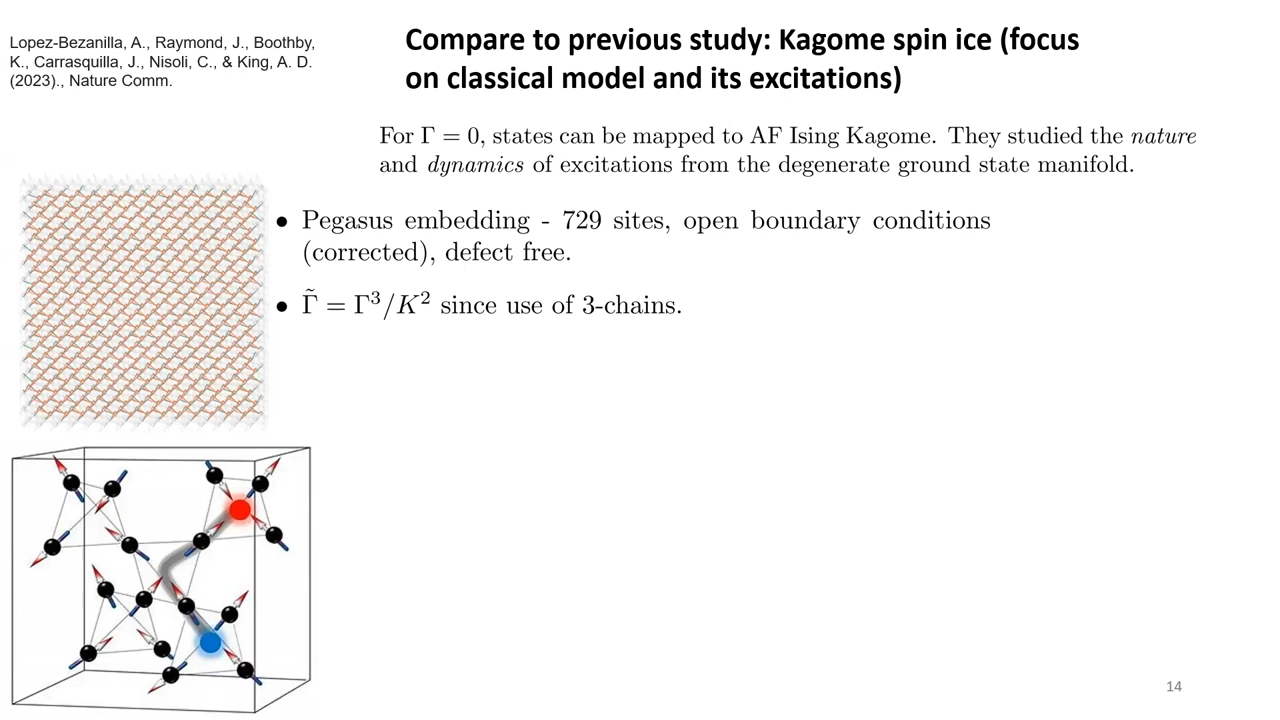 Lopez-Bezanilla, A., Raymond, J., Boothby,
K., Carrasquilla, J., Nisoli, C., & King, A. D.
(2023)., Nature Comm.
Compare to previous study: Kagome spin ice (focus
on classical model and its excitations)
For Γ = 0, states can be mapped to AF Ising Kagome. They studied the nature
and dynamics of excitations from the degenerate ground state manifold.
• Pegasus embedding - 729 sites, open boundary conditions
(corrected), defect free.
• Γ̃ = Γ³/K² since use of 3-chains.
14